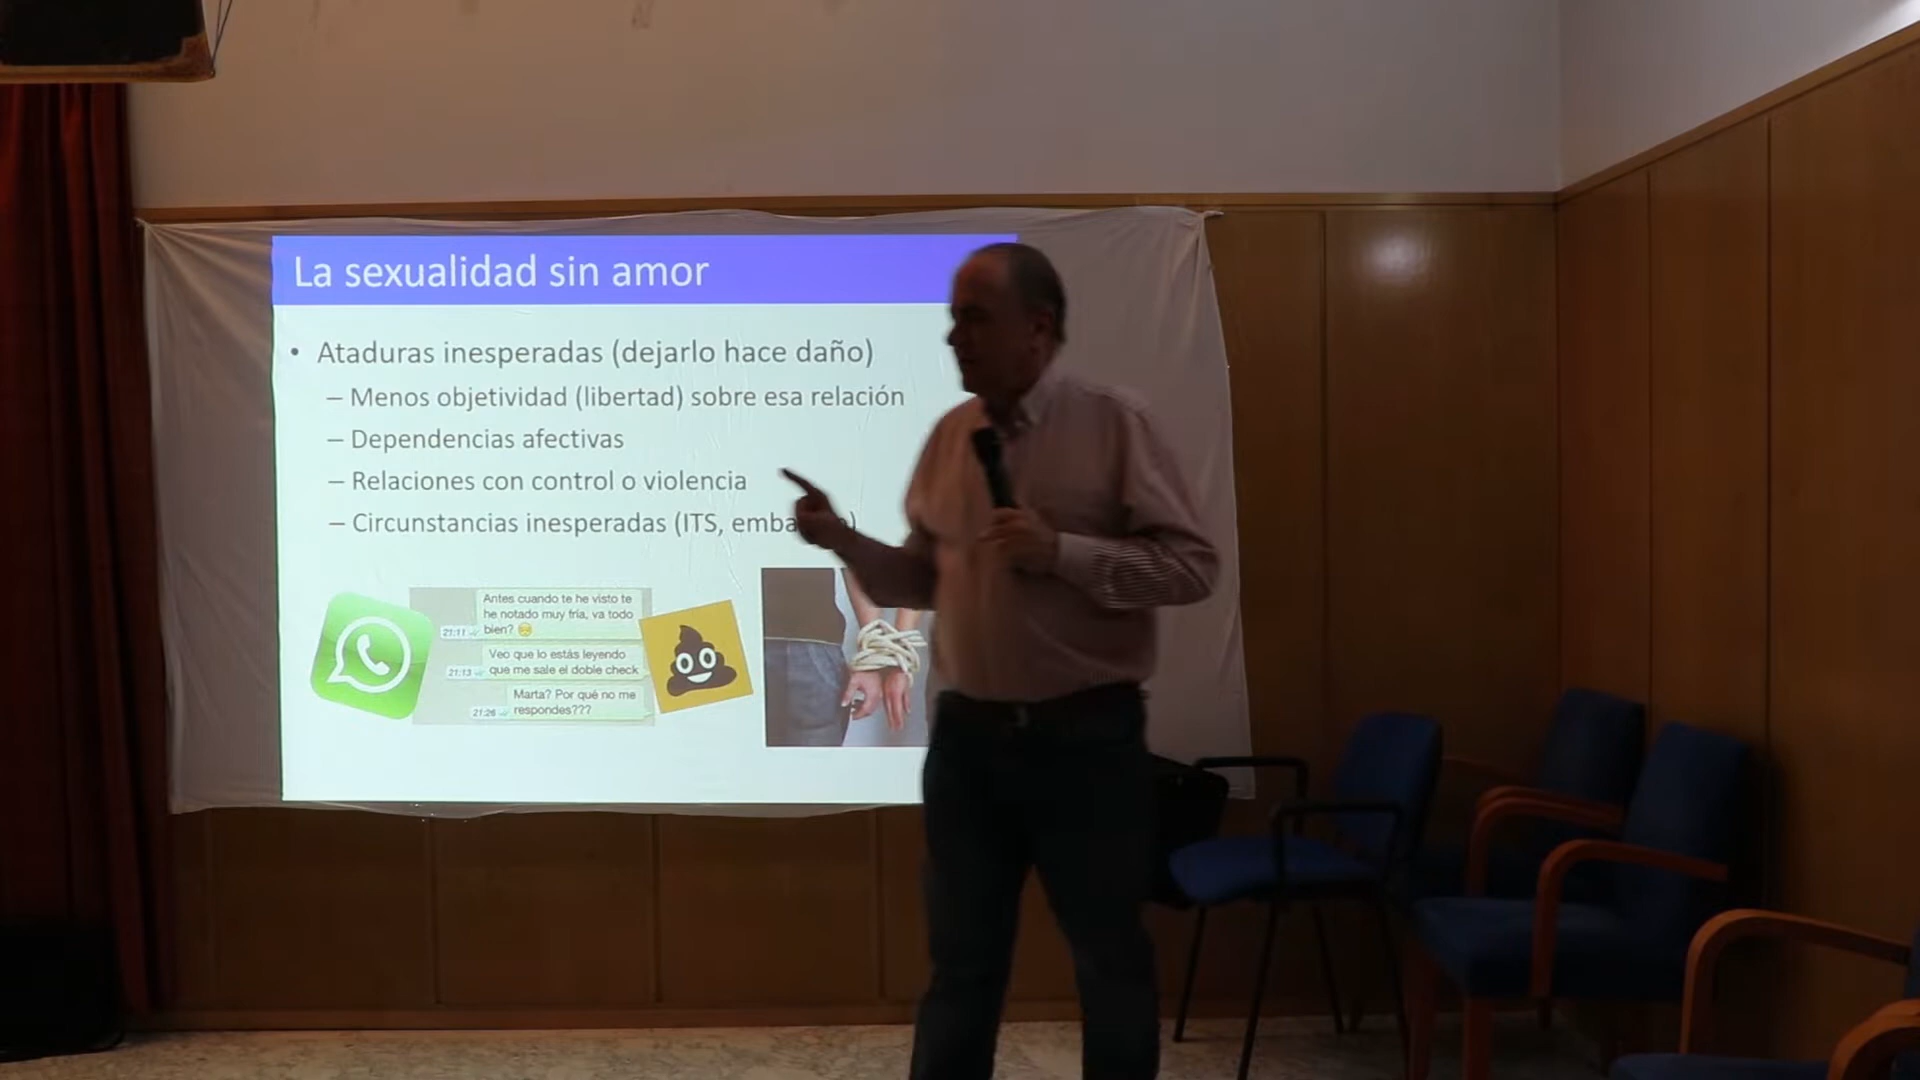 La sexualidad sin amor
• Ataduras inesperadas (dejarlo hace daño)
– Menos objetividad (libertad) sobre esa relación
– Dependencias afectivas
– Relaciones con control o violencia
– Circunstancias inesperadas (ITS,
Antes cuando te he visto te
he notado muy fría, va todo
21:11 bien?
Veo que lo estás leyendo
21:13 que me sale el doble check
Marta? Por qué no me
21:26 respondes???